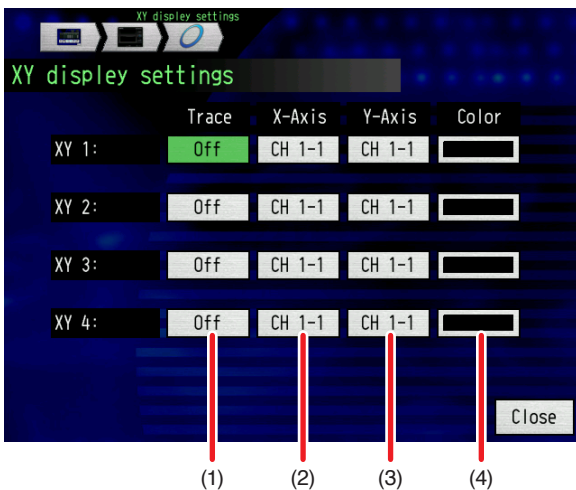 XY display settings
XY display settings
Trace X-Axis Y-Axis Color
XY 1: Off CH 1-1 CH 1-1
XY 2: Off CH 1-1 CH 1-1
XY 3: Off CH 1-1 CH 1-1
XY 4: Off CH 1-1 CH 1-1
Close
(1) (2) (3) (4)